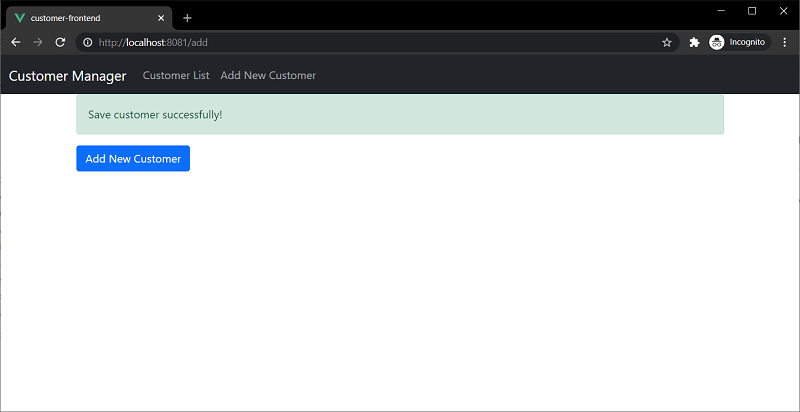 customer-frontend
http://localhost:8081/add
Incognito
Customer Manager Customer List Add New Customer
Save customer successfully!
Add New Customer